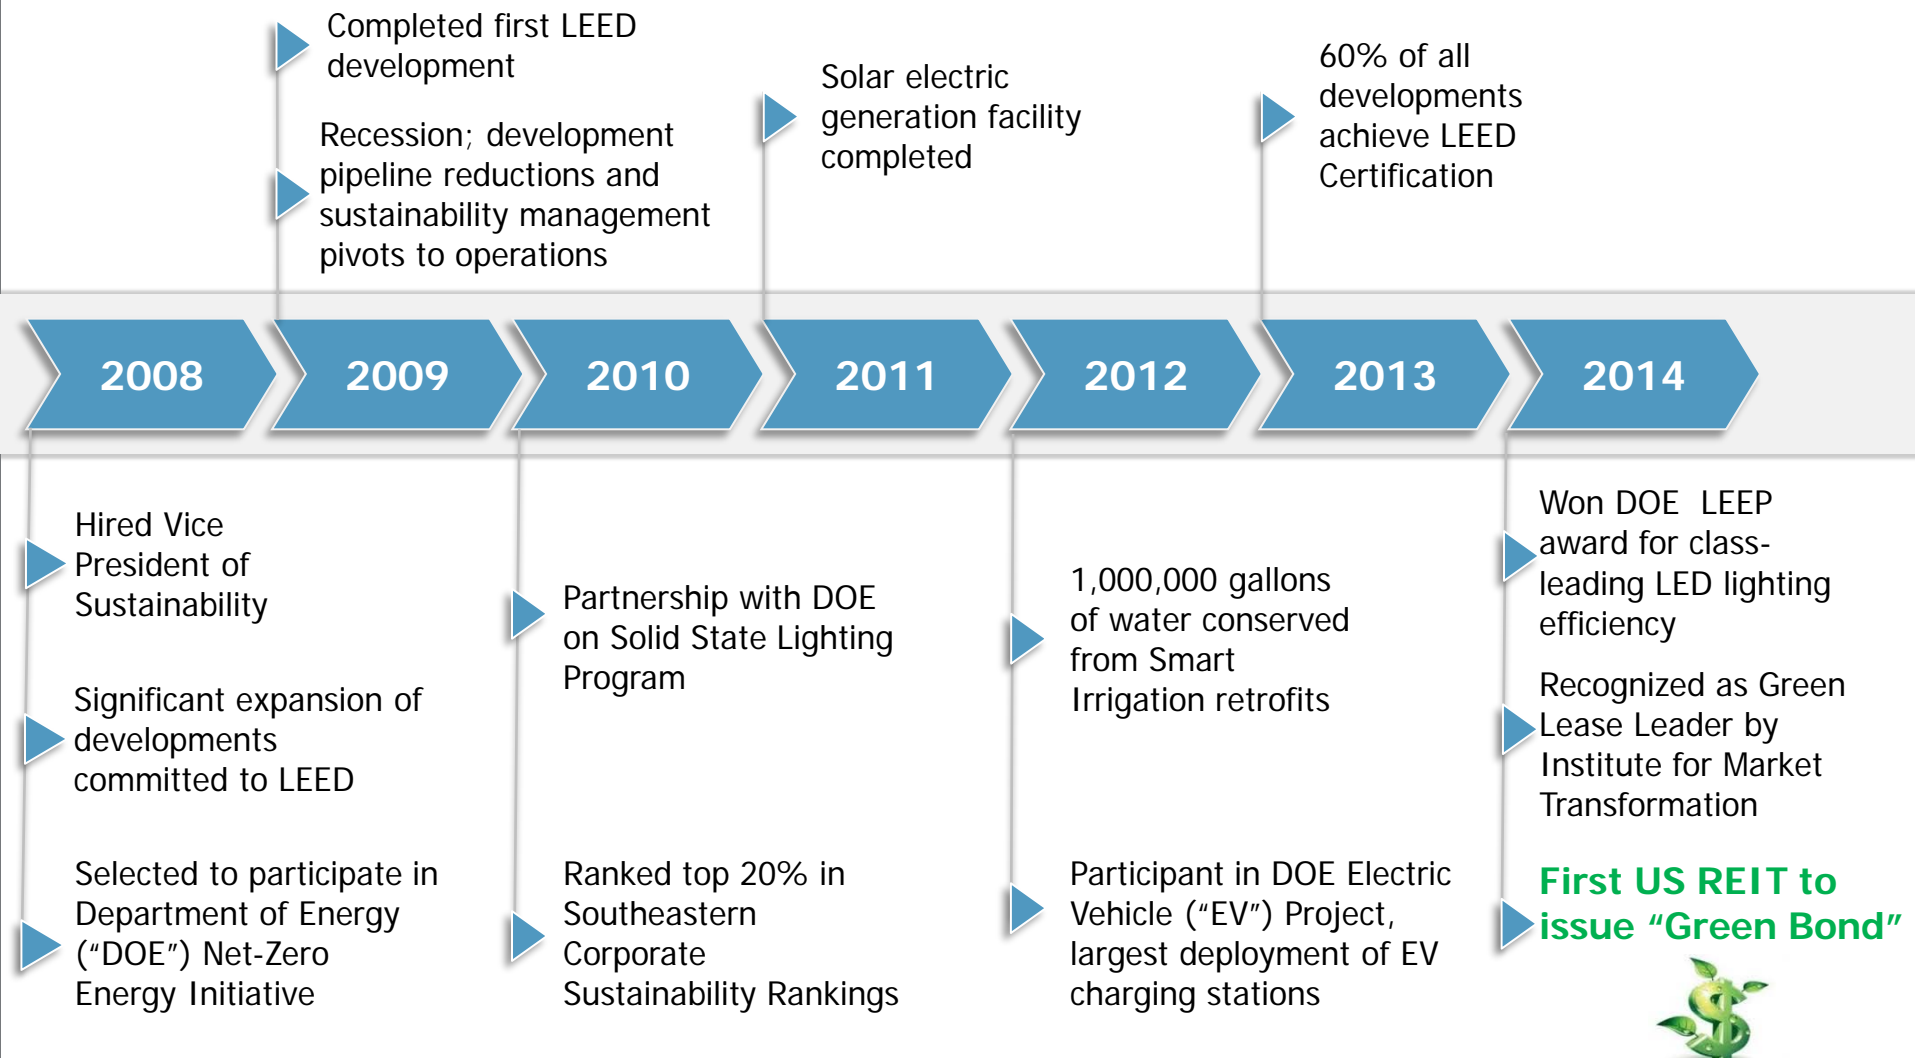 Completed first LEED
development
Recession; development
pipeline reductions and
sustainability management
pivots to operations
Solar electric
generation facility
completed
60% of all
developments
achieve LEED
Certification
2008
2009
2010
2011
2012
2013
2014
Hired Vice
President of
Sustainability
Significant expansion of
developments
committed to LEED
Selected to participate in
Department of Energy
(“DOE”) Net-Zero
Energy Initiative
Partnership with DOE
on Solid State Lighting
Program
Ranked top 20% in
Southeastern
Corporate
Sustainability Rankings
1,000,000 gallons
of water conserved
from Smart
Irrigation retrofits
Participant in DOE Electric
Vehicle (“EV”) Project,
largest deployment of EV
charging stations
Won DOE  LEEP
award for class-
leading LED lighting
efficiency
Recognized as Green
Lease Leader by
Institute for Market
Transformation
First US REIT to
issue “Green Bond”
$